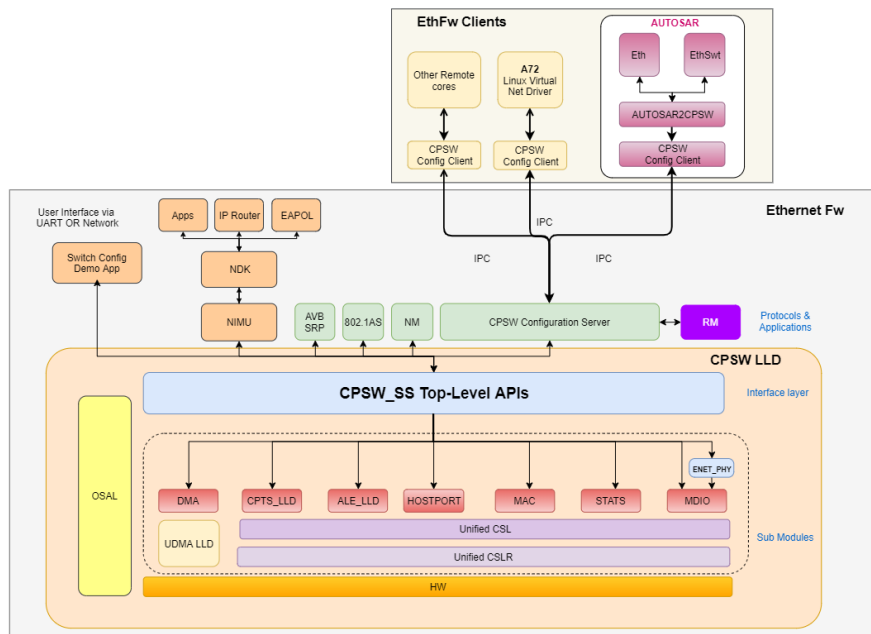 EthFw Clients
AUTOSAR
Eth
EthSwt
Other Remote
cores
A72
Linux Virtual
Net Driver
AUTOSAR2CPSW
CPSW
Config Client
CPSW
Config Client
CPSW
Config Client
User Interface via
UART OR Network
Apps
IP Router
EAPOL
Ethernet Fw
IPC
Switch Config
Demo App
NDK
IPC
IPC
NIMU
AVB
SRP
802.1AS
NM
CPSW Configuration Server
RM
Protocols &
Applications
CPSW LLD
CPSW_SS Top-Level APIs
Interface layer
ENET_PHY
OSAL
DMA
CPTS_LLD
ALE_LLD
HOSTPORT
MAC
STATS
MDIO
UDMA LLD
Unified CSL
Sub Modules
Unified CSLR
HW